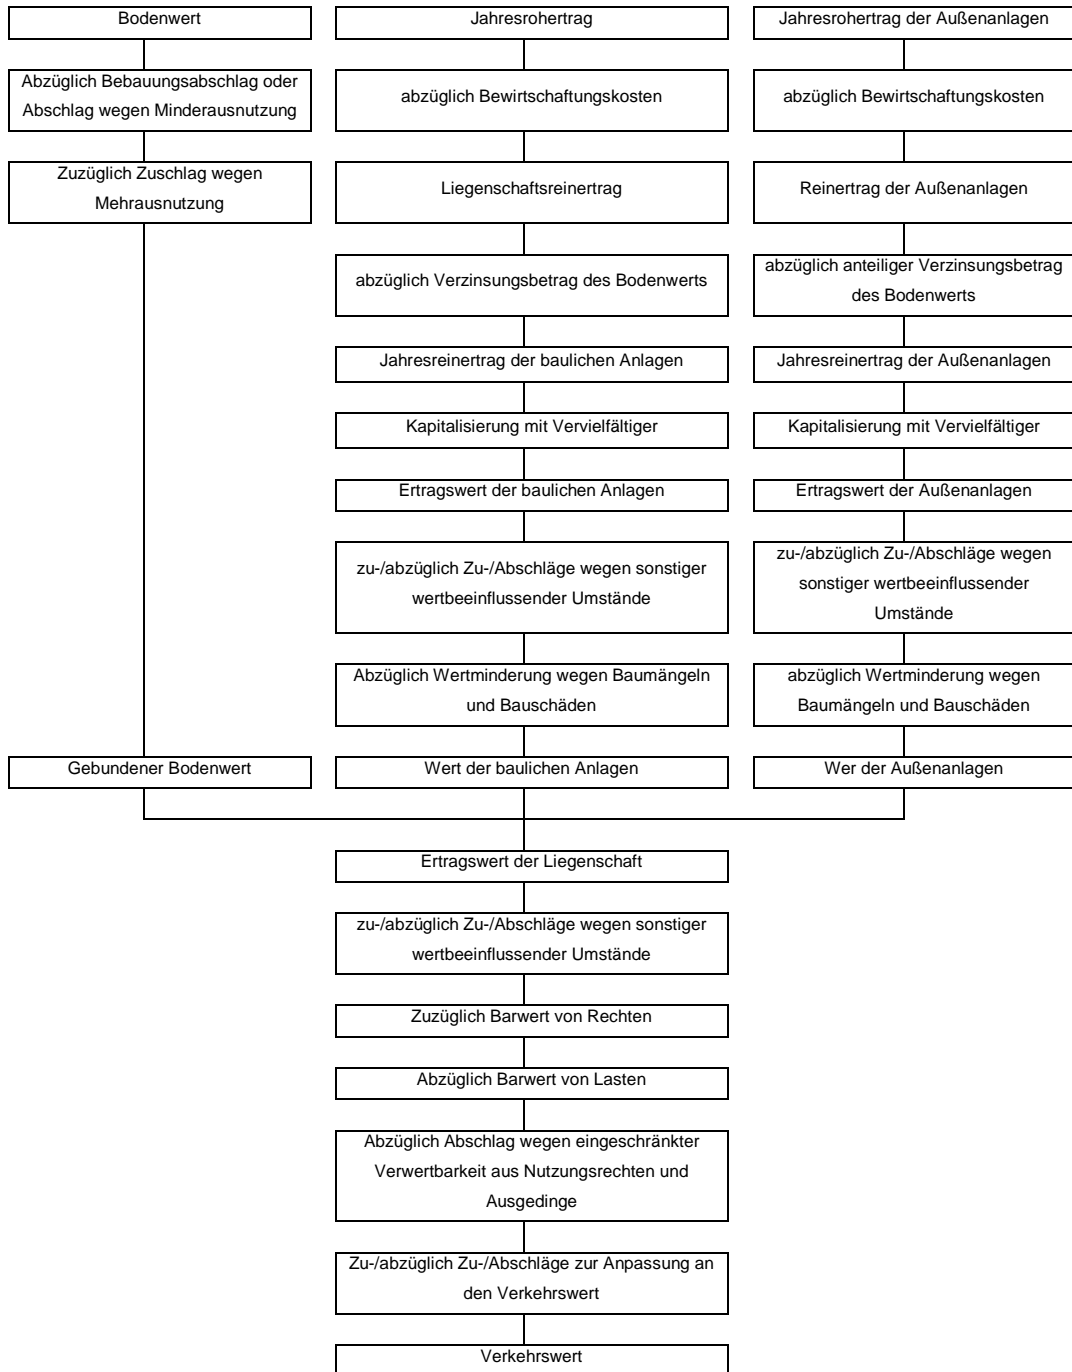 Bodenwert
Abzüglich Bebauungsabschlag oder
Abschlag wegen Minderausnutzung
Zuzüglich Zuschlag wegen
Mehrausnutzung
Gebundener Bodenwert
Jahresrohertrag
abzüglich Bewirtschaftungskosten
Liegenschaftsreinertrag
abzüglich Verzinsungsbetrag des Bodenwerts
Jahresreinertrag der baulichen Anlagen
Kapitalisierung mit Vervielfältiger
Ertragswert der baulichen Anlagen
zu-/abzüglich Zu-/Abschläge wegen sonstiger
wertbeeinflussender Umstände
Abzüglich Wertminderung wegen Baumängeln
und Bauschäden
Wert der baulichen Anlagen
Jahresrohertrag der Außenanlagen
abzüglich Bewirtschaftungskosten
Reinertrag der Außenanlagen
abzüglich anteiliger Verzinsungsbetrag
des Bodenwerts
Jahresreinertrag der Außenanlagen
Kapitalisierung mit Vervielfältiger
Ertragswert der Außenanlagen
zu-/abzüglich Zu-/Abschläge wegen
sonstiger wertbeeinflussender
Umstände
abzüglich Wertminderung wegen
Baumängeln und Bauschäden
Wer der Außenanlagen
Ertragswert der Liegenschaft
zu-/abzüglich Zu-/Abschläge wegen sonstiger
wertbeeinflussender Umstände
Zuzüglich Barwert von Rechten
Abzüglich Barwert von Lasten
Abzüglich Abschlag wegen eingeschränkter
Verwertbarkeit aus Nutzungsrechten und
Ausgedinge
Zu-/abzüglich Zu-/Abschläge zur Anpassung an
den Verkehrswert
Verkehrswert